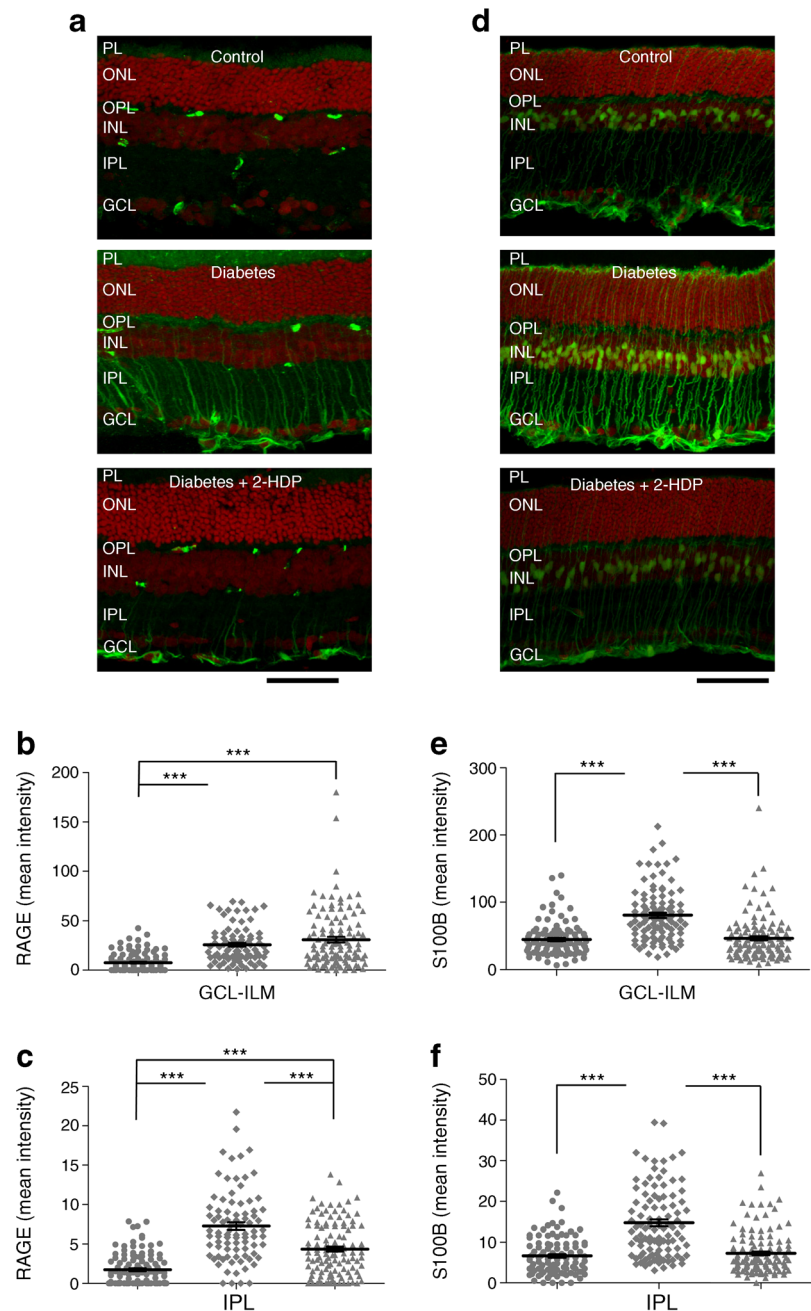 a
PL
Control
ONL
OPL
INL
IPL
GCL
PL
Diabetes
ONL
OPL
INL
IPL
GCL
PL
Diabetes + 2-HDP
ONL
OPL
INL
IPL
GCL
d
PL
Control
ONL
OPL
INL
IPL
GCL
PL
Diabetes
ONL
OPL
INL
IPL
GCL
PL
Diabetes + 2-HDP
ONL
OPL
INL
IPL
GCL
b
***
***
200
150
100
50
0
RAGE (mean intensity)
GCL-ILM
e
***
***
300
200
100
0
S100B (mean intensity)
GCL-ILM
c
***
***
***
25
20
15
10
5
0
RAGE (mean intensity)
IPL
f
***
***
50
40
30
20
10
0
S100B (mean intensity)
IPL